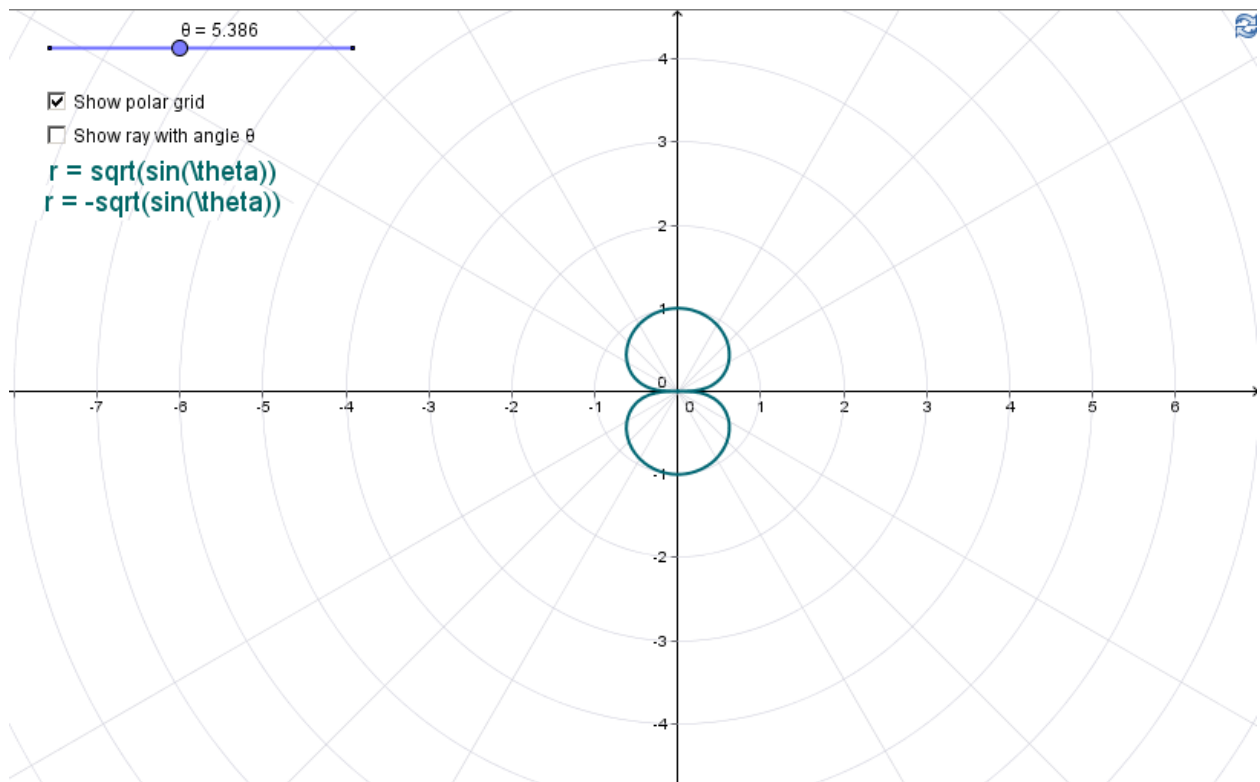 θ = 5.386
Show polar grid
Show ray with angle θ
r = sqrt(sin(\theta))
r = -sqrt(sin(\theta))
4
3
2
1
0
-7 -6 -5 -4 -3 -2 -1 0 1 2 3 4 5 6
-1
-2
-3
-4